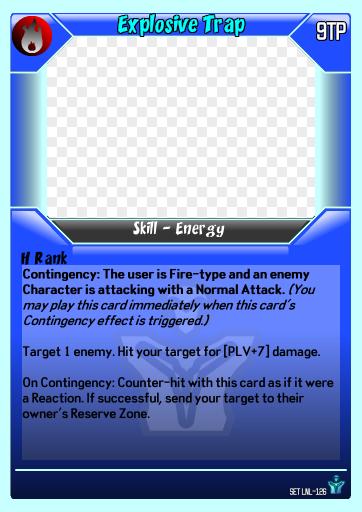 Explosive Trap
9TP
Skill - Energy
H Rank
Contingency: The user is Fire-type and an enemy
Character is attacking with a Normal Attack. (You
may play this card immediately when this card's
Contingency effect is triggered.)
Target 1 enemy. Hit your target for [PLV+7] damage.
On Contingency: Counter-hit with this card as if it were
a Reaction. If successful, send your target to their
owner's Reserve Zone.
SET LNL-126